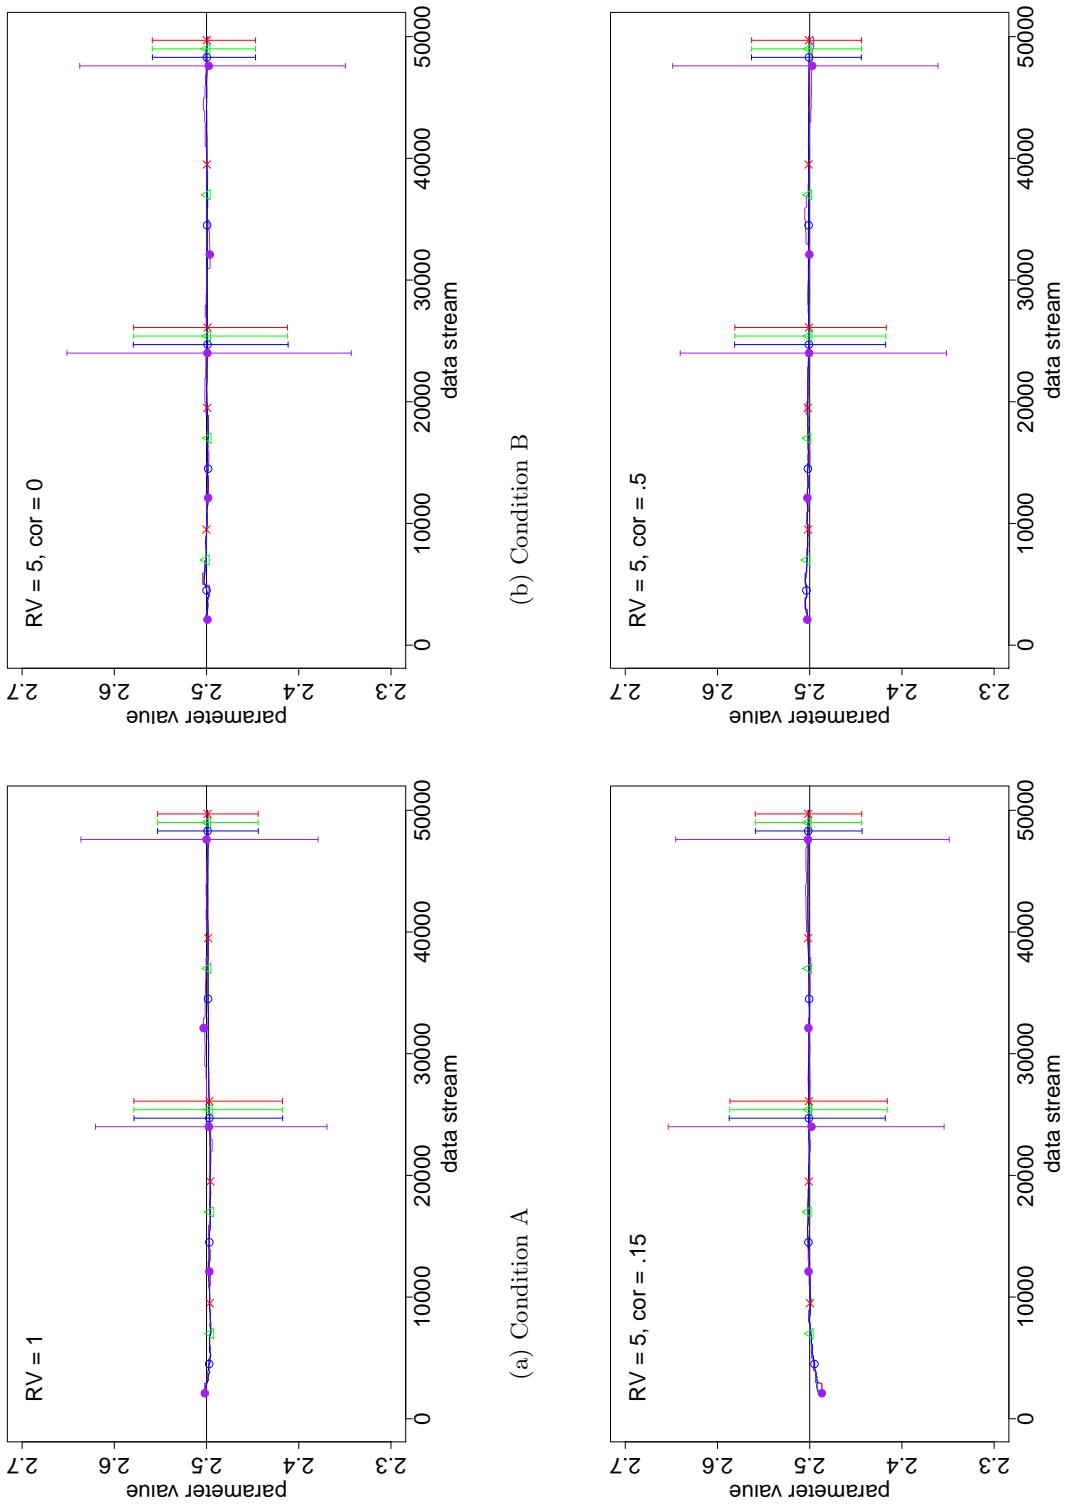 RV = 1
parameter value
2.7
2.6
2.5
2.4
2.3
0 10000 20000 30000 40000 50000
data stream
(a) Condition A
RV = 5, cor = 0
parameter value
2.7
2.6
2.5
2.4
2.3
0 10000 20000 30000 40000 50000
data stream
(b) Condition B
RV = 5, cor = .15
parameter value
2.7
2.6
2.5
2.4
2.3
0 10000 20000 30000 40000 50000
data stream
RV = 5, cor = .5
parameter value
2.7
2.6
2.5
2.4
2.3
0 10000 20000 30000 40000 50000
data stream